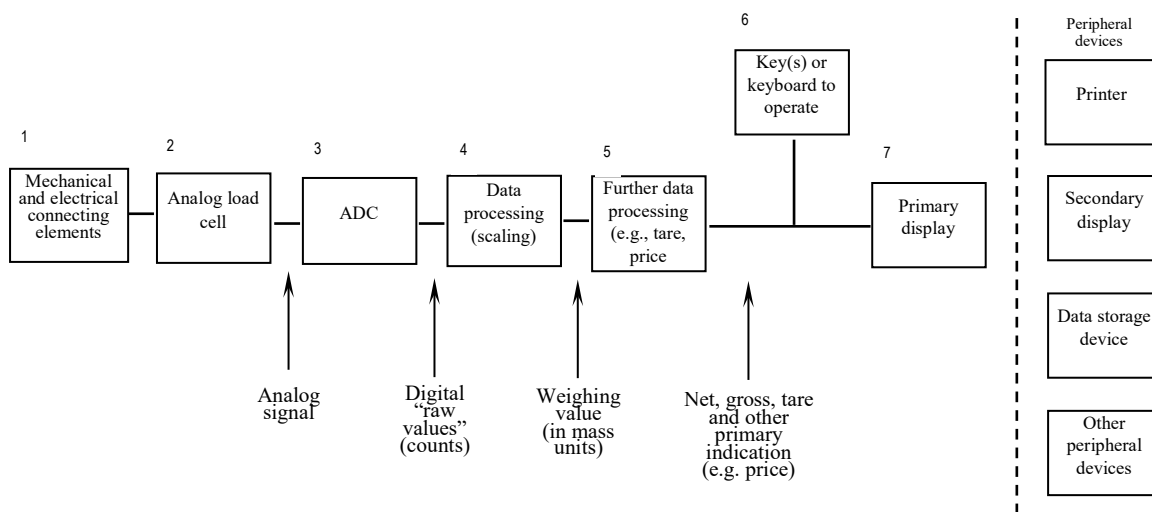 1
Mechanical
and electrical
connecting
elements
2
Analog load
cell
3
ADC
4
Data
processing
(scaling)
5
Further data
processing
(e.g., tare,
price
6
Key(s) or
keyboard to
operate
7
Primary
display
Analog
signal
Digital
“raw
values”
(counts)
Weighing
value
(in mass
units)
Net, gross, tare
and other
primary
indication
(e.g. price)
Peripheral
devices
Printer
Secondary
display
Data storage
device
Other
peripheral
devices